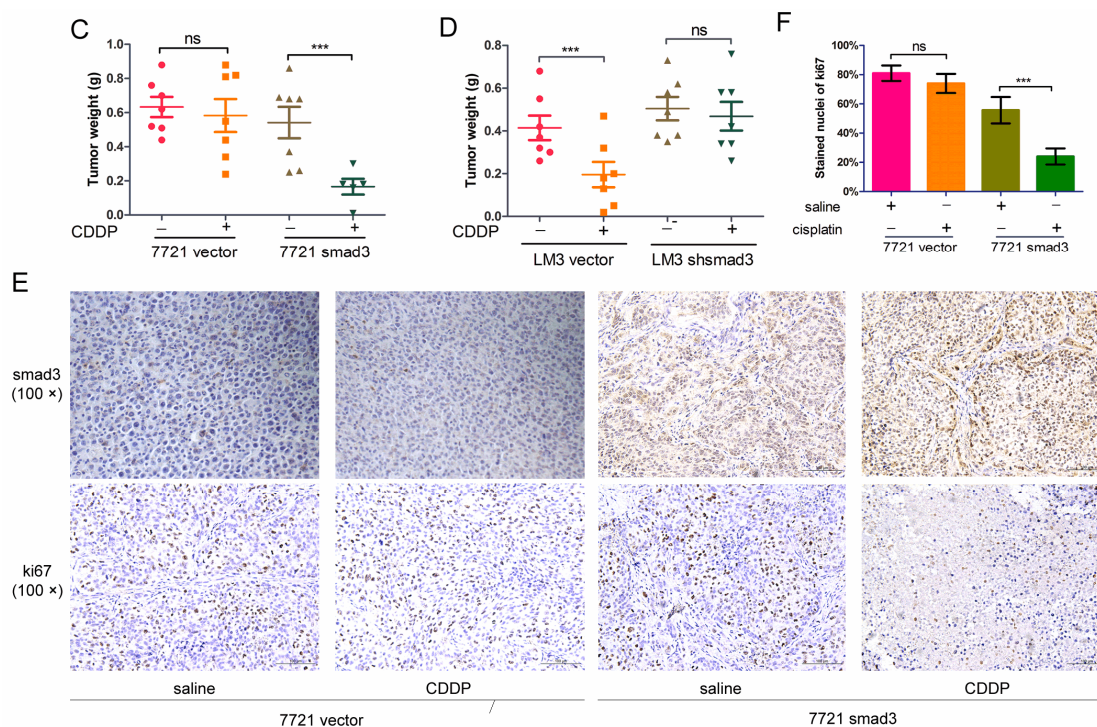 C
Tumor weight (g)
1.0
0.8
0.6
0.4
0.2
0.0
ns
***
CDDP
– + – +
7721 vector 7721 smad3
D
Tumor weight (g)
0.8
0.6
0.4
0.2
0.0
***
ns
CDDP
– + –- +
LM3 vector LM3 shsmad3
F
Stained nuclei of ki67
80%
100%
80%
60%
40%
20%
0%
ns
***
saline + – + –
cisplatin – + – +
7721 vector 7721 smad3
E
smad3
(100 ×)
ki67
(100 ×)
saline CDDP saline CDDP
7721 vector / 7721 smad3